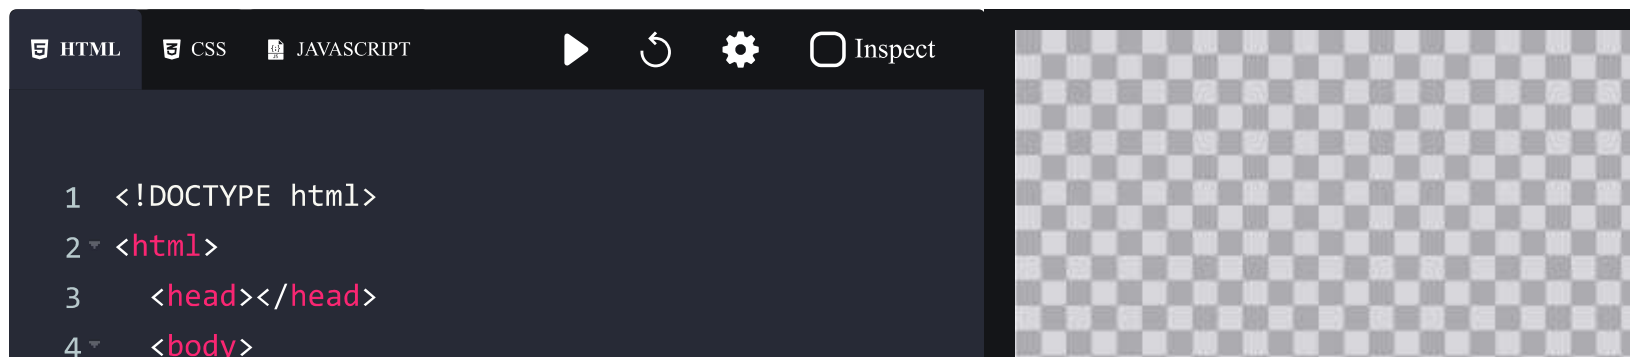 HTML CSS JAVASCRIPT Inspect
1 <!DOCTYPE html>
2 <html>
3 <head></head>
4 <body>